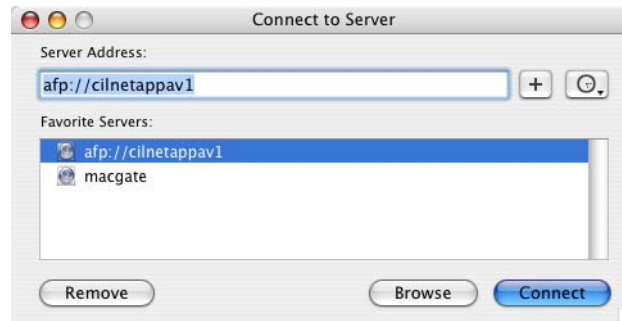 Connect to Server
Server Address:
afp://cilnetappav1
+
Favorite Servers:
afp://cilnetappav1
macgate
Remove
Browse
Connect